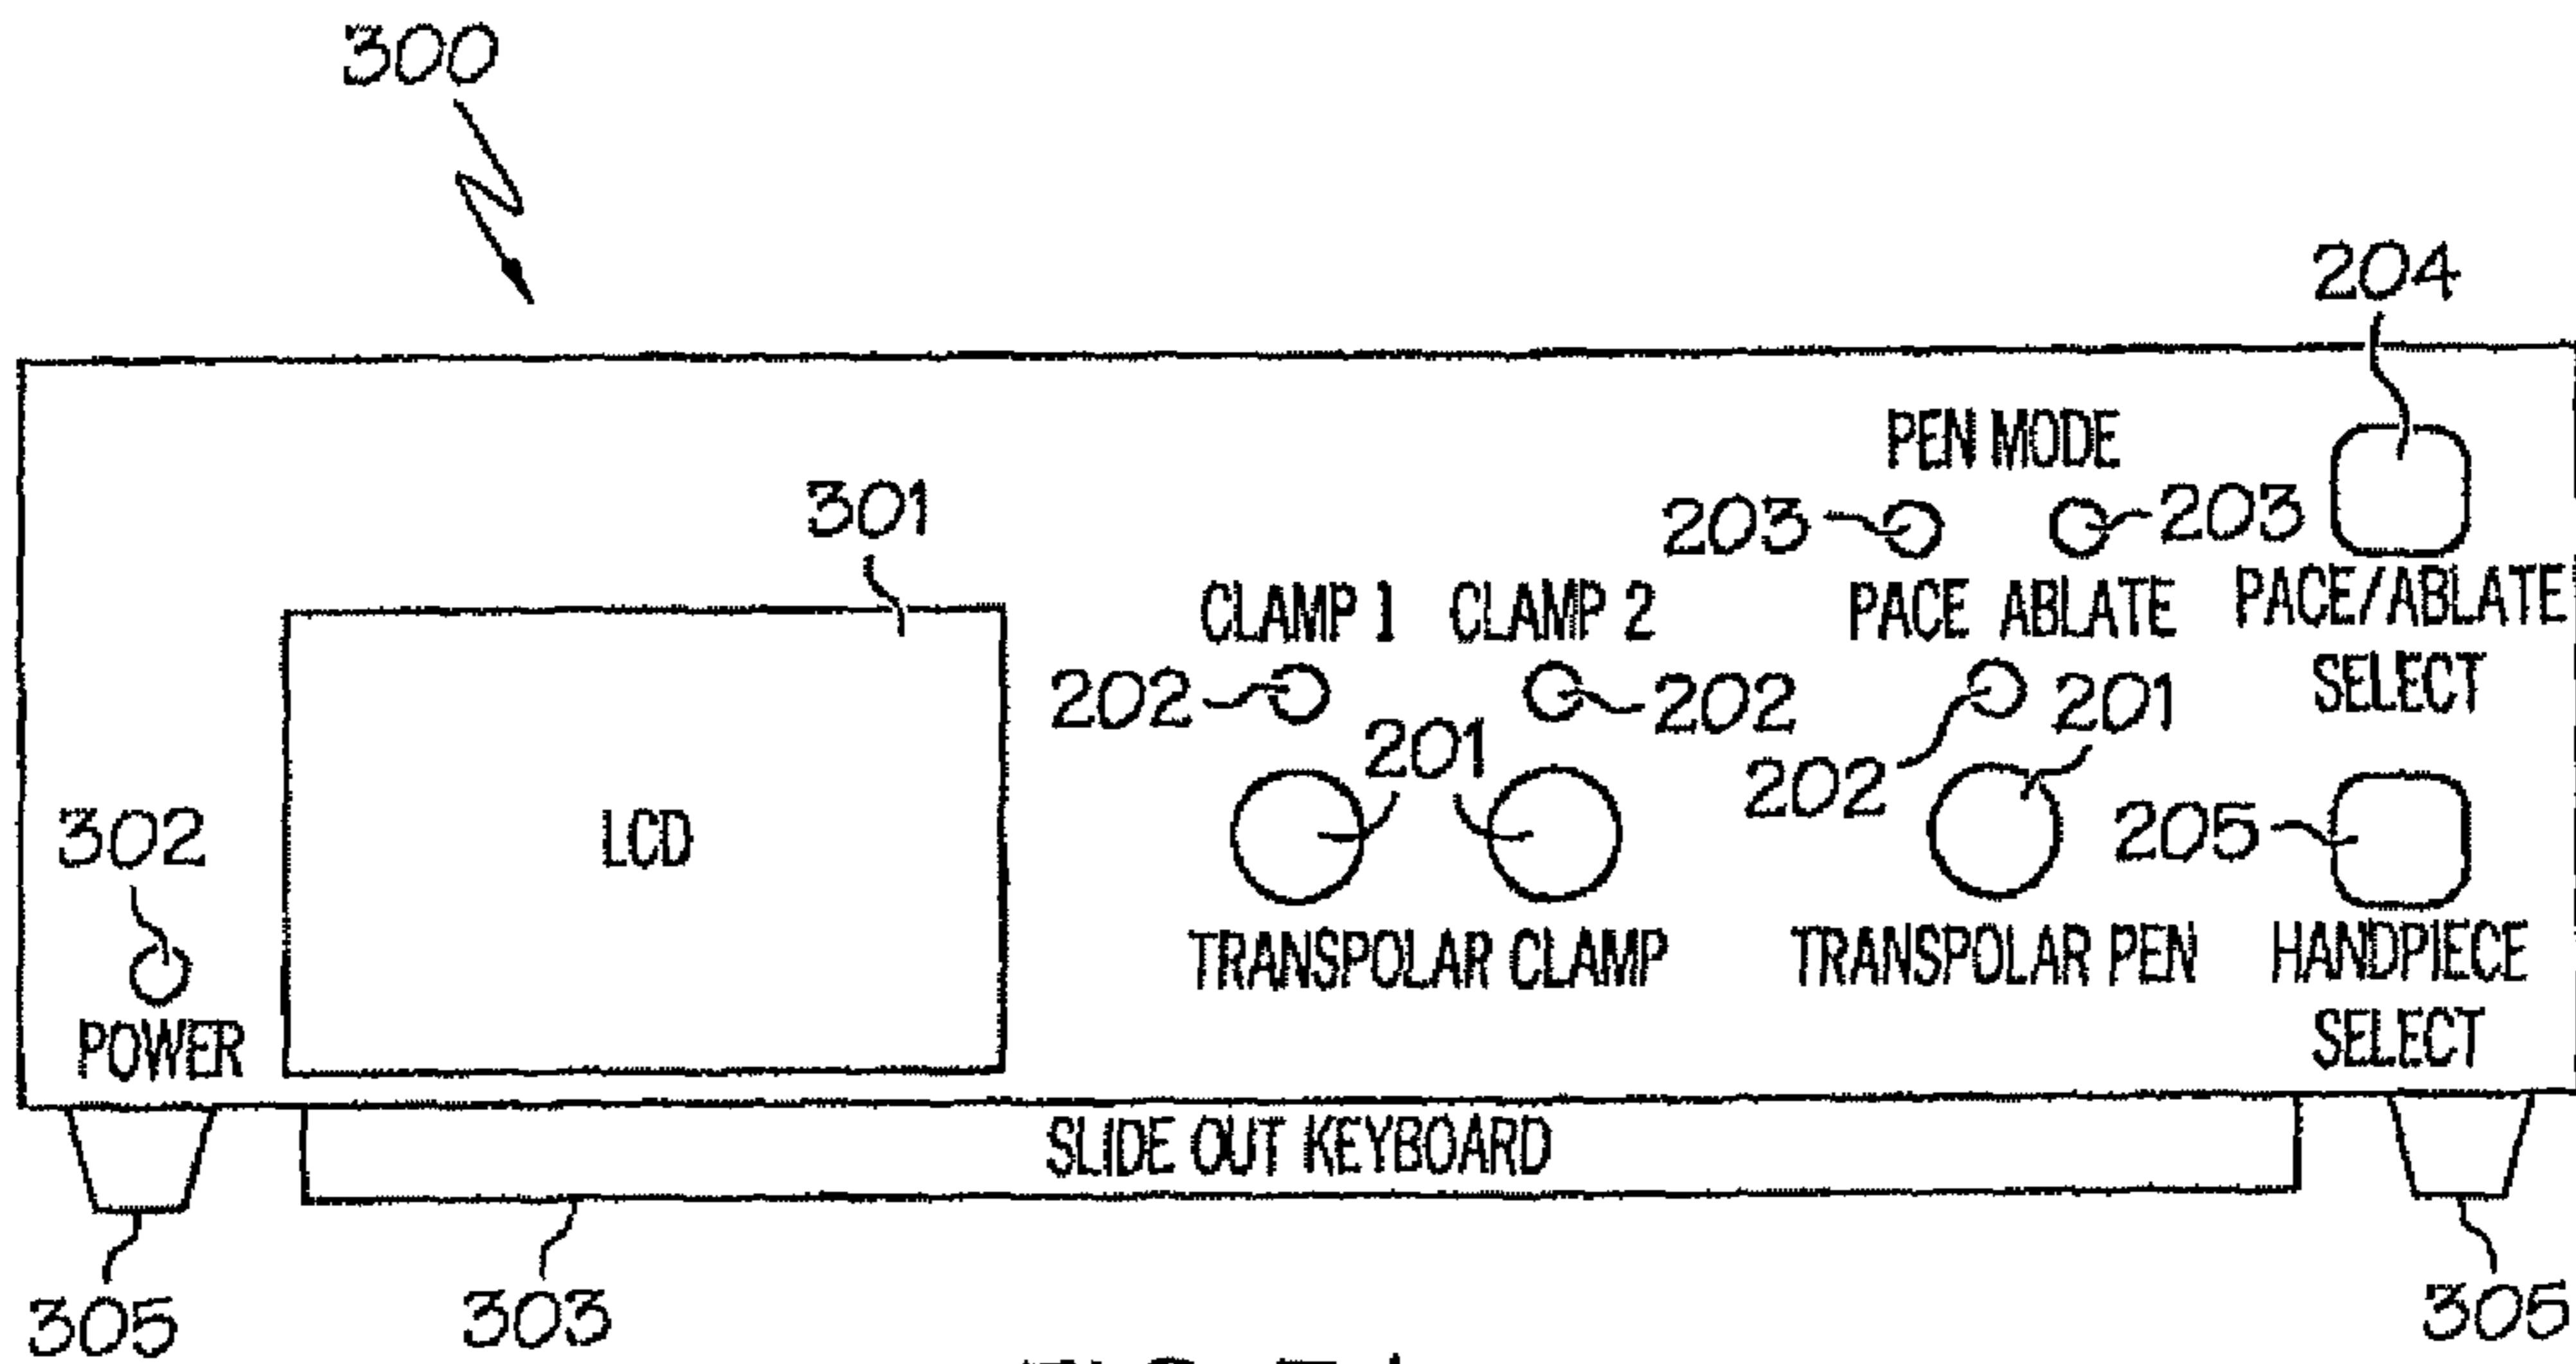 300
204
PEN MODE
301
203
203
CLAMP 1 CLAMP 2
PACE ABLATE
PACE/ABLATE
SELECT
202
202
202
201
201
302
LCD
205
TRANSPOLAR CLAMP
TRANSPOLAR PEN
HANDPIECE
SELECT
POWER
SLIDE OUT KEYBOARD
305
303
305